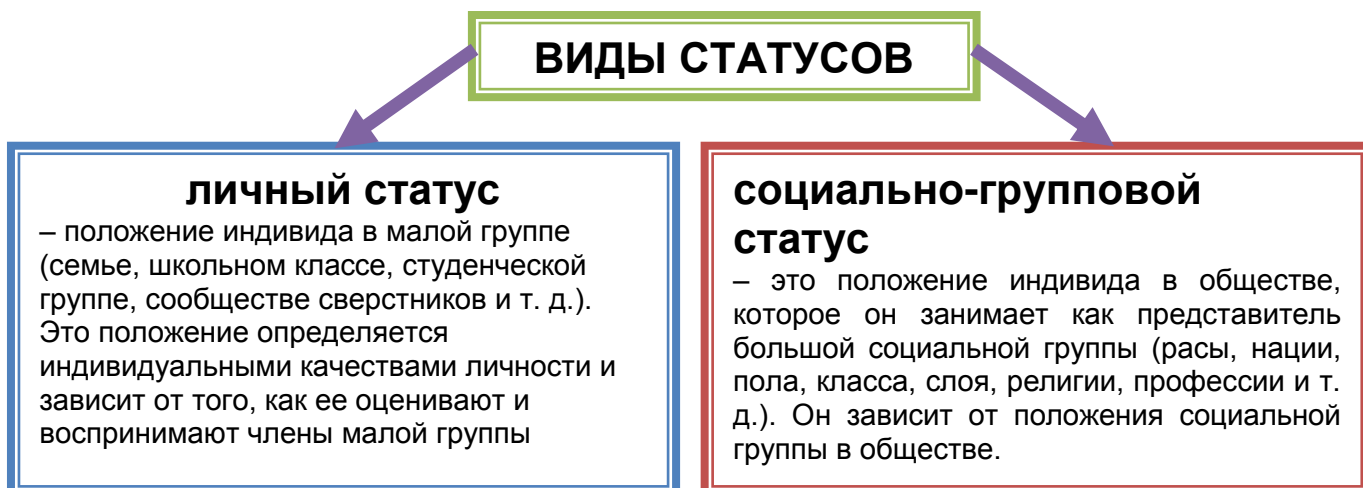 ВИДЫ СТАТУСОВ
личный статус
– положение индивида в малой группе
(семье, школьном классе, студенческой
группе, сообществе сверстников и т. д.).
Это положение определяется
индивидуальными качествами личности и
зависит от того, как ее оценивают и
воспринимают члены малой группы
социально-групповой
статус
– это положение индивида в обществе,
которое он занимает как представитель
большой социальной группы (расы, нации,
пола, класса, слоя, религии, профессии и т.
д.). Он зависит от положения социальной
группы в обществе.